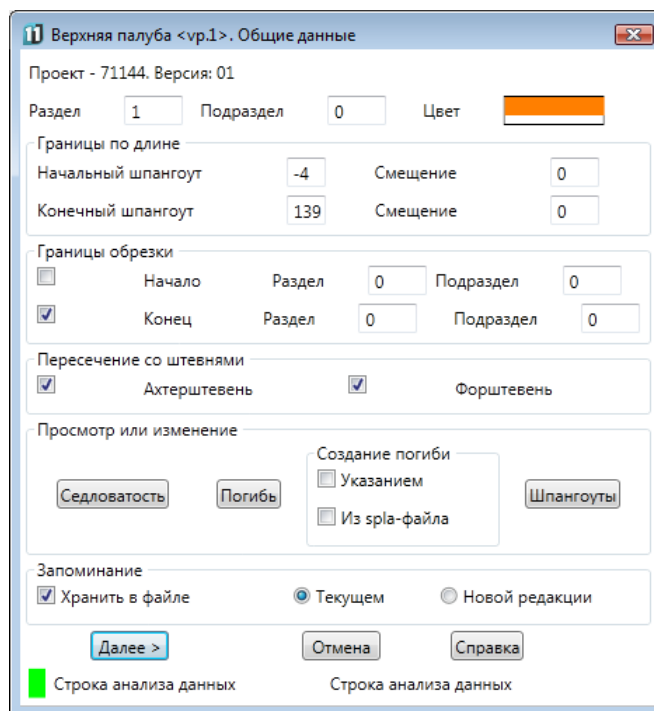 11 Верхняя палуба <vp.1>. Общие данные
Проект - 71144. Версия: 01
Раздел 1 Подраздел 0 Цвет
Границы по длине
Начальный шпангоут -4 Смещение 0
Конечный шпангоут 139 Смещение 0
Границы обрезки
Начало Раздел 0 Подраздел 0
Конец Раздел 0 Подраздел 0
Пересечение со штевнями
Ахтерштевень Форштевень
Просмотр или изменение
Создание погиби
Указанием
Седловатость Погибь Шпангоуты
Из spla-файла
Запоминание
Хранить в файле Текущем Новой редакции
Далее > Отмена Справка
Строка анализа данных Строка анализа данных